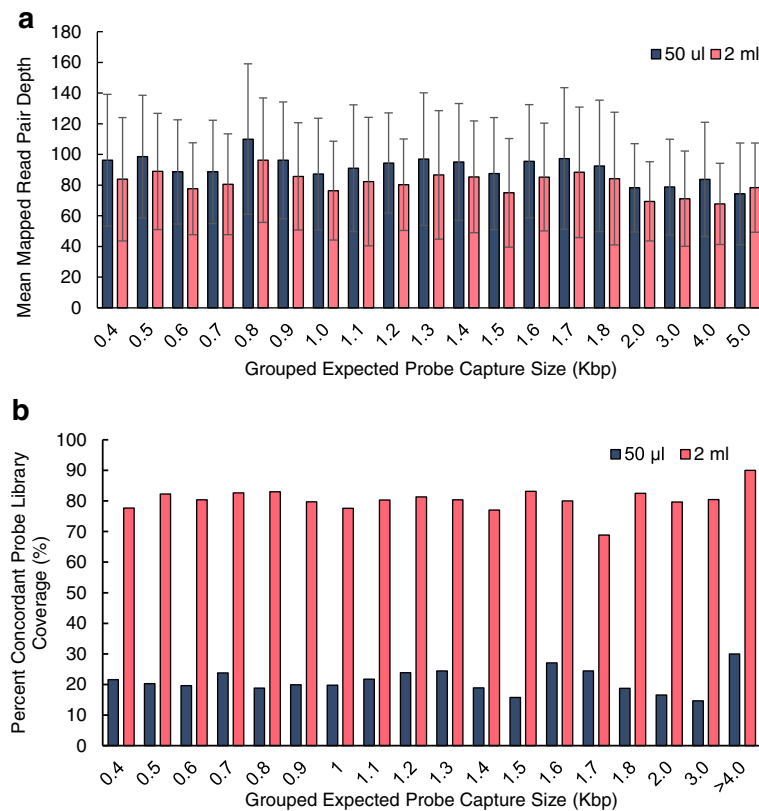 a
180
160
140
120
100
80
60
40
20
0
Mean Mapped Read Pair Depth
50 ul 2 ml
0.4 0.5 0.6 0.7 0.8 0.9 1.0 1.1 1.2 1.3 1.4 1.5 1.6 1.7 1.8 2.0 3.0 4.0 5.0
Grouped Expected Probe Capture Size (Kbp)
b
100
90
80
70
60
50
40
30
20
10
0
Percent Concordant Probe Library
Coverage (%)
50 µl 2 ml
0.4 0.5 0.6 0.7 0.8 0.9 1 1.1 1.2 1.3 1.4 1.5 1.6 1.7 1.8 2.0 3.0 >4.0
Grouped Expected Probe Capture Size (Kbp)